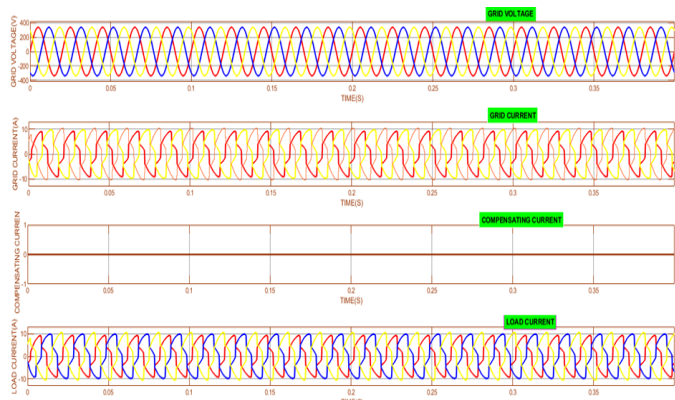 GRID VOLTAGE
GRID VOLTAGE(V)
400
200
0
-200
-400
0 0.05 0.1 0.15 0.2 0.25 0.3 0.35
TIME(S)
GRID CURRENT
GRID CURRENT(A)
10
0
-10
0 0.05 0.1 0.15 0.2 0.25 0.3 0.35
TIME(S)
COMPENSATING CURRENT
COMPENSATING CURREN
1
0
-1
0 0.05 0.1 0.15 0.2 0.25 0.3 0.35
TIME(S)
LOAD CURRENT
LOAD CURRENT(A)
10
0
-10
0 0.05 0.1 0.15 0.2 0.25 0.3 0.35
TIME(S)